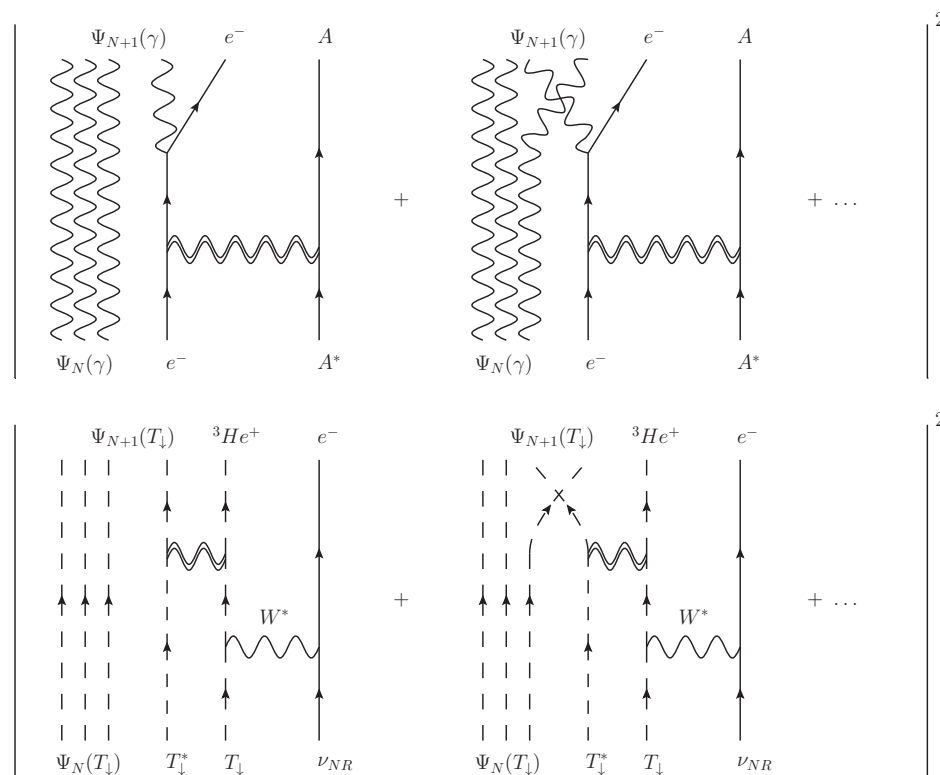 Ψ_{N+1}(γ) e⁻ A Ψ_{N+1}(γ) e⁻ A 2
+ + …
Ψ_N(γ) e⁻ A* Ψ_N(γ) e⁻ A*
Ψ_{N+1}(T_↓) ³He⁺ e⁻ Ψ_{N+1}(T_↓) ³He⁺ e⁻ 2
+ + …
W* W*
Ψ_N(T_↓) T_↓* T_↓ ν_{NR} Ψ_N(T_↓) T_↓* T_↓ ν_{NR}